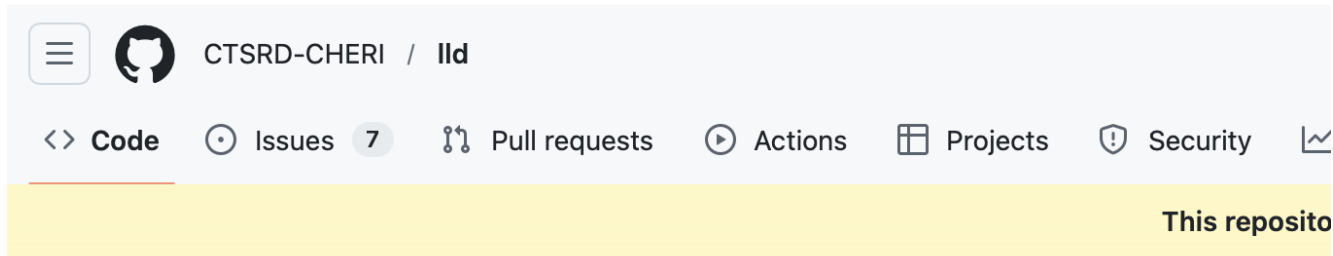 CTSRD-CHERI / lld
Code Issues 7 Pull requests Actions Projects Security
This reposito